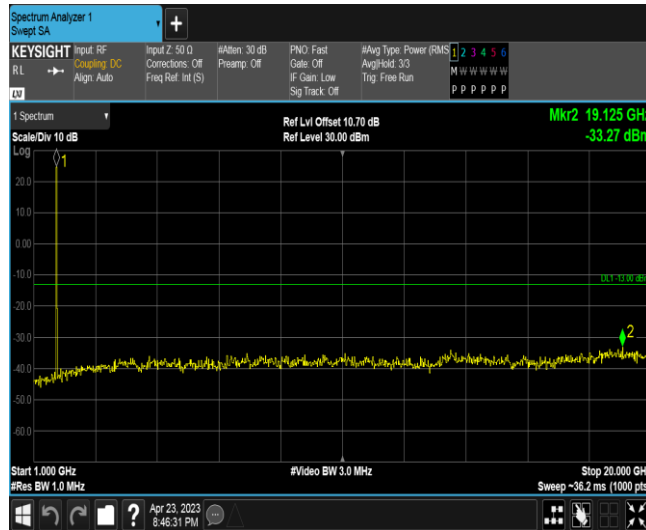 Spectrum Analyzer 1
Swept SA
+
KEYSIGHT
RL
LXI
Input: RF
Coupling: DC
Align: Auto
Input Z: 50 Ω
Corrections: Off
Freq Ref: Int (S)
#Atten: 30 dB
Preamp: Off
PNO: Fast
Gate: Off
IF Gain: Low
Sig Track: Off
#Avg Type: Power (RMS
Avg|Hold: 3/3
Trig: Free Run
1 2 3 4 5 6
M W W W W W
P P P P P P
1 Spectrum
Scale/Div 10 dB
Ref Lvl Offset 10.70 dB
Ref Level 30.00 dBm
Mkr2 19.125 GHz
-33.27 dBm
Log
1
20.0
10.0
0.00
-10.0
DL1 -13.00 dBm
-20.0
-30.0
2
-40.0
-50.0
-60.0
Start 1.000 GHz
#Video BW 3.0 MHz
Stop 20.000 GHz
#Res BW 1.0 MHz
Sweep ~36.2 ms (1000 pts)
?
Apr 23, 2023
8:46:31 PM